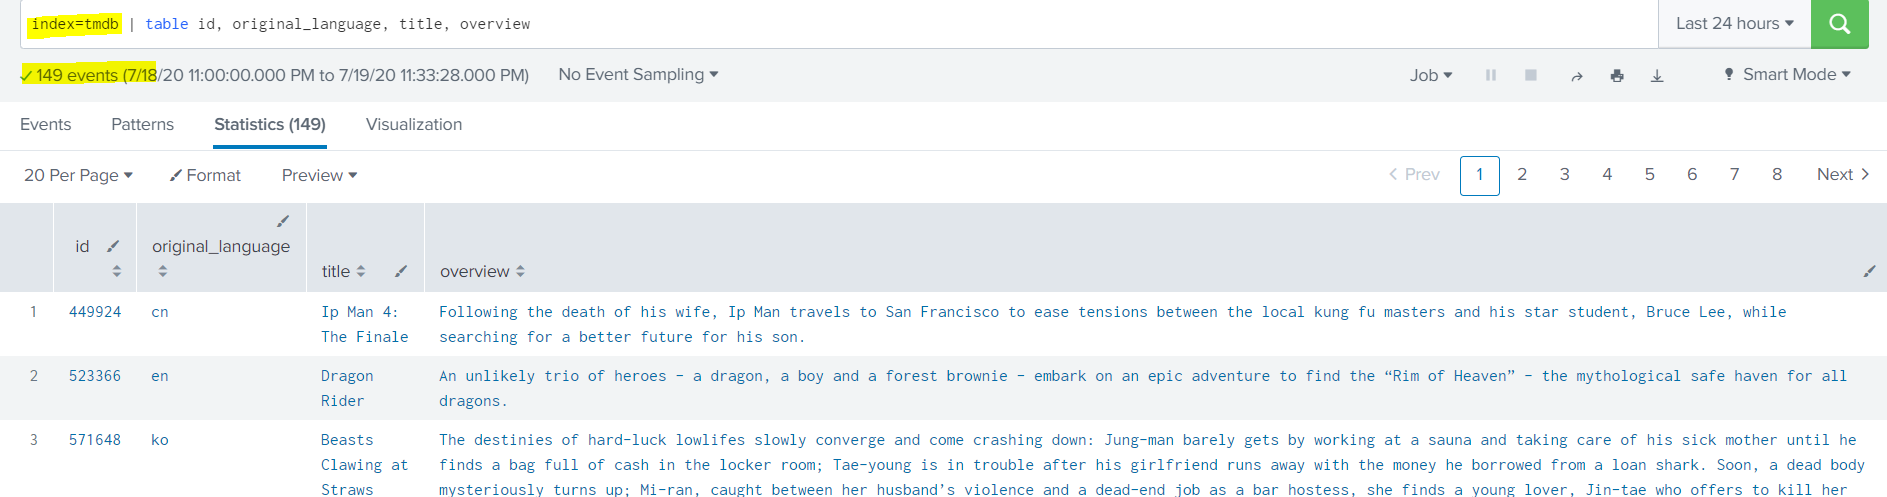 index=tmdb | table id, original_language, title, overview
Last 24 hours
149 events (7/18/20 11:00:00.000 PM to 7/19/20 11:33:28.000 PM)
No Event Sampling
Job
Smart Mode
Events
Patterns
Statistics (149)
Visualization
20 Per Page
Format
Preview
Prev
1 2 3 4 5 6 7 8
Next
id
original_language
title
overview
1 449924 cn Ip Man 4: Following the death of his wife, Ip Man travels to San Francisco to ease tensions between the local kung fu masters and his star student, Bruce Lee, while
The Finale searching for a better future for his son.
2 523366 en Dragon An unlikely trio of heroes – a dragon, a boy and a forest brownie – embark on an epic adventure to find the “Rim of Heaven” – the mythological safe haven for all
Rider dragons.
3 571648 ko Beasts The destinies of hard-luck lowlifes slowly converge and come crashing down: Jung-man barely gets by working at a sauna and taking care of his sick mother until he
Clawing at finds a bag full of cash in the locker room; Tae-young is in trouble after his girlfriend runs away with the money he borrowed from a loan shark. Soon, a dead body
Straws mysteriously turns up; Mi-ran, caught between her husband’s violence and a dead-end job as a bar hostess, she finds a young lover, Jin-tae who offers to kill her